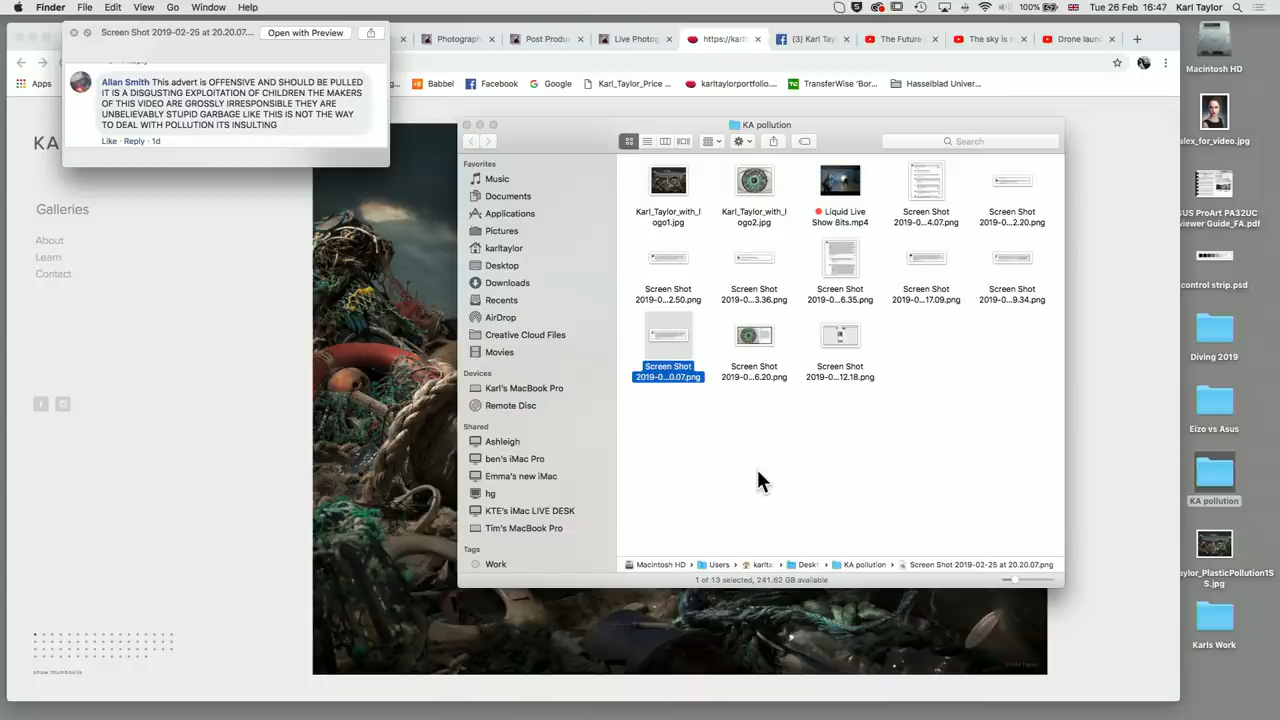 Finder File Edit View Go Window Help
100% Tue 26 Feb 16:47 Karl Taylor
Screen Shot 2019-02-25 at 20.20.07.... Open with Preview
Photograph Post Produ Live Photog https://karlt (3) Karl Tay The Future The sky is n Drone laun
Apps Babbel Facebook Google Karl_Taylor_Price ... karltaylorportfolio.... TransferWise 'Bor... Hasselblad Univer...
Allan Smith This advert is OFFENSIVE AND SHOULD BE PULLED
IT IS A DISGUSTING EXPLOITATION OF CHILDREN THE MAKERS
OF THIS VIDEO ARE GROSSLY IRRESPONSIBLE THEY ARE
UNBELIEVABLY STUPID GARBAGE LIKE THIS IS NOT THE WAY
TO DEAL WITH POLLUTION ITS INSULTING
Like · Reply · 1d
KA
Galleries
About
Learn
Contact
show thumbnails
KA pollution
Search
Favorites
Music
Documents
Applications
Pictures
karltaylor
Desktop
Downloads
Recents
AirDrop
Creative Cloud Files
Movies
Devices
Karl's MacBook Pro
Remote Disc
Shared
Ashleigh
ben's iMac Pro
Emma's new iMac
hg
KTE's iMac LIVE DESK
Tim's MacBook Pro
Tags
Work
Karl_Taylor_with_l
ogo1.jpg
Karl_Taylor_with_l
ogo2.jpg
Liquid Live
Show Bits.mp4
Screen Shot
2019-0...4.07.png
Screen Shot
2019-0...2.20.png
Screen Shot
2019-0...2.50.png
Screen Shot
2019-0...3.36.png
Screen Shot
2019-0...6.35.png
Screen Shot
2019-0...17.09.png
Screen Shot
2019-0...9.34.png
Screen Shot
2019-0...0.07.png
Screen Shot
2019-0...6.20.png
Screen Shot
2019-0...12.18.png
Macintosh HD Users karlta Deskt KA pollution Screen Shot 2019-02-25 at 20.20.07.png
1 of 13 selected, 241.62 GB available
Macintosh HD
alex_for_video.jpg
SUS ProArt PA32UC
viewer Guide_FA.pdf
control strip.psd
Diving 2019
Eizo vs Asus
KA pollution
Taylor_PlasticPollution1S
S.jpg
Karls Work